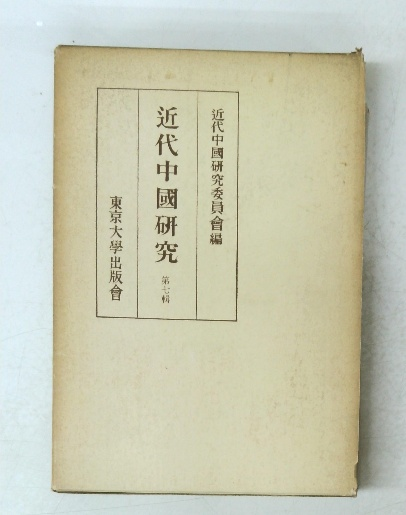 近代中國研究委員會編
近代中國研究 第七輯
東京大學出版會